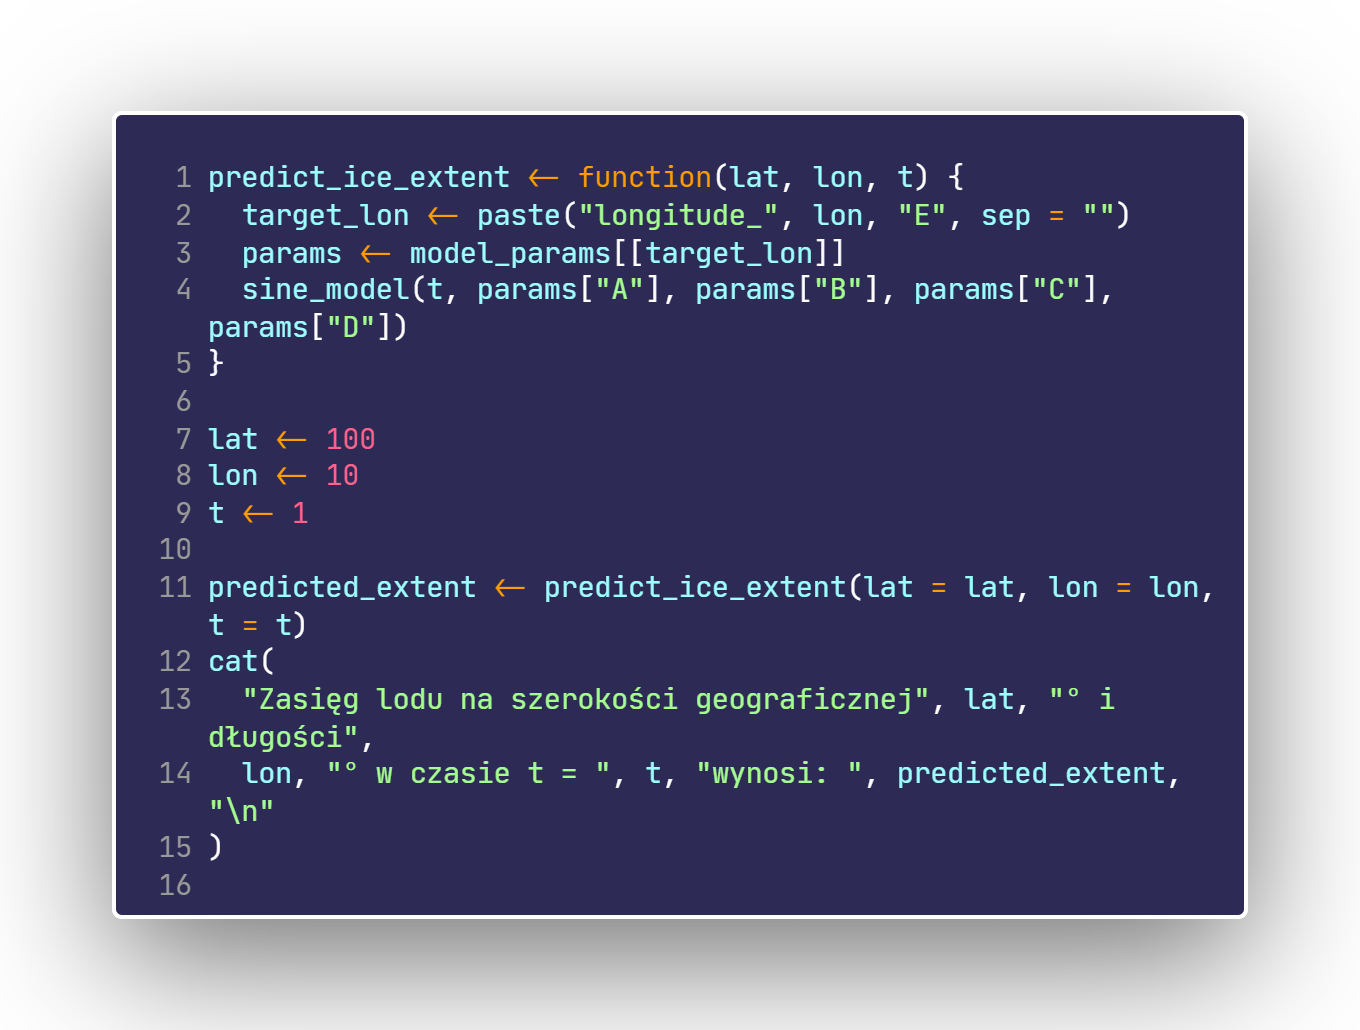 1 predict_ice_extent <- function(lat, lon, t) {
2   target_lon <- paste("longitude_", lon, "E", sep = "")
3   params <- model_params[[target_lon]]
4   sine_model(t, params["A"], params["B"], params["C"],
params["D"])
5 }
6
7 lat <- 100
8 lon <- 10
9 t <- 1
10
11 predicted_extent <- predict_ice_extent(lat = lat, lon = lon,
t = t)
12 cat(
13   "Zasięg lodu na szerokości geograficznej", lat, "° i
długości",
14   lon, "° w czasie t = ", t, "wynosi: ", predicted_extent,
"\n"
15 )
16